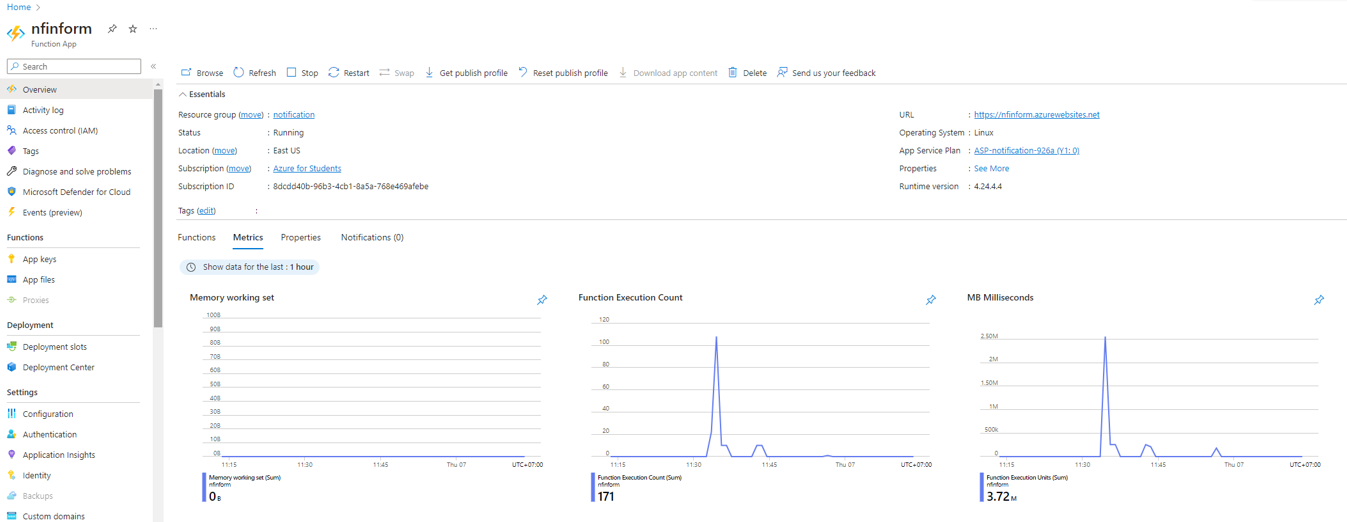 Home
nfinform
Function App
Search
Overview
Activity log
Access control (IAM)
Tags
Diagnose and solve problems
Microsoft Defender for Cloud
Events (preview)
Functions
App keys
App files
Proxies
Deployment
Deployment slots
Deployment Center
Settings
Configuration
Authentication
Application Insights
Identity
Backups
Custom domains
Browse Refresh Stop Restart Swap Get publish profile Reset publish profile Download app content Delete Send us your feedback
Essentials
Resource group (move) : notification
Status : Running
Location (move) : East US
Subscription (move) : Azure for Students
Subscription ID : 8dcdd40b-96b3-4cb1-8a5a-768e469afebe
URL : https://nfinform.azurewebsites.net
Operating System : Linux
App Service Plan : ASP-notification-926a (Y1: 0)
Properties : See More
Runtime version : 4.24.4.4
Tags (edit) :
Functions Metrics Properties Notifications (0)
Show data for the last : 1 hour
Memory working set
100B
90B
80B
70B
60B
50B
40B
30B
20B
10B
0B
11:15 11:30 11:45 Thu 07 UTC+07:00
Memory working set (Sum)
nfinform
0 B
Function Execution Count
120
100
80
60
40
20
0
11:15 11:30 11:45 Thu 07 UTC+07:00
Function Execution Count (Sum)
nfinform
171
MB Milliseconds
2.50M
2M
1.50M
1M
500k
0
11:15 11:30 11:45 Thu 07 UTC+07:00
Function Execution Units (Sum)
nfinform
3.72 M